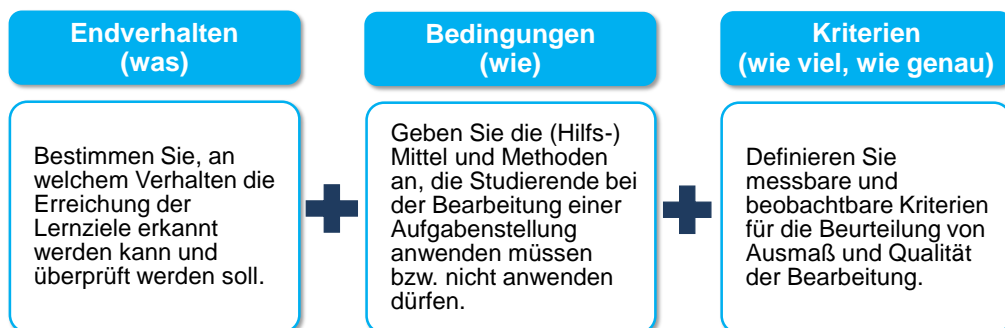 Endverhalten
(was)
Bedingungen
(wie)
Kriterien
(wie viel, wie genau)
Bestimmen Sie, an
welchem Verhalten die
Erreichung der
Lernziele erkannt
werden kann und
überprüft werden soll.
Geben Sie die (Hilfs-)
Mittel und Methoden
an, die Studierende bei
der Bearbeitung einer
Aufgabenstellung
anwenden müssen
bzw. nicht anwenden
dürfen.
Definieren Sie
messbare und
beobachtbare Kriterien
für die Beurteilung von
Ausmaß und Qualität
der Bearbeitung.